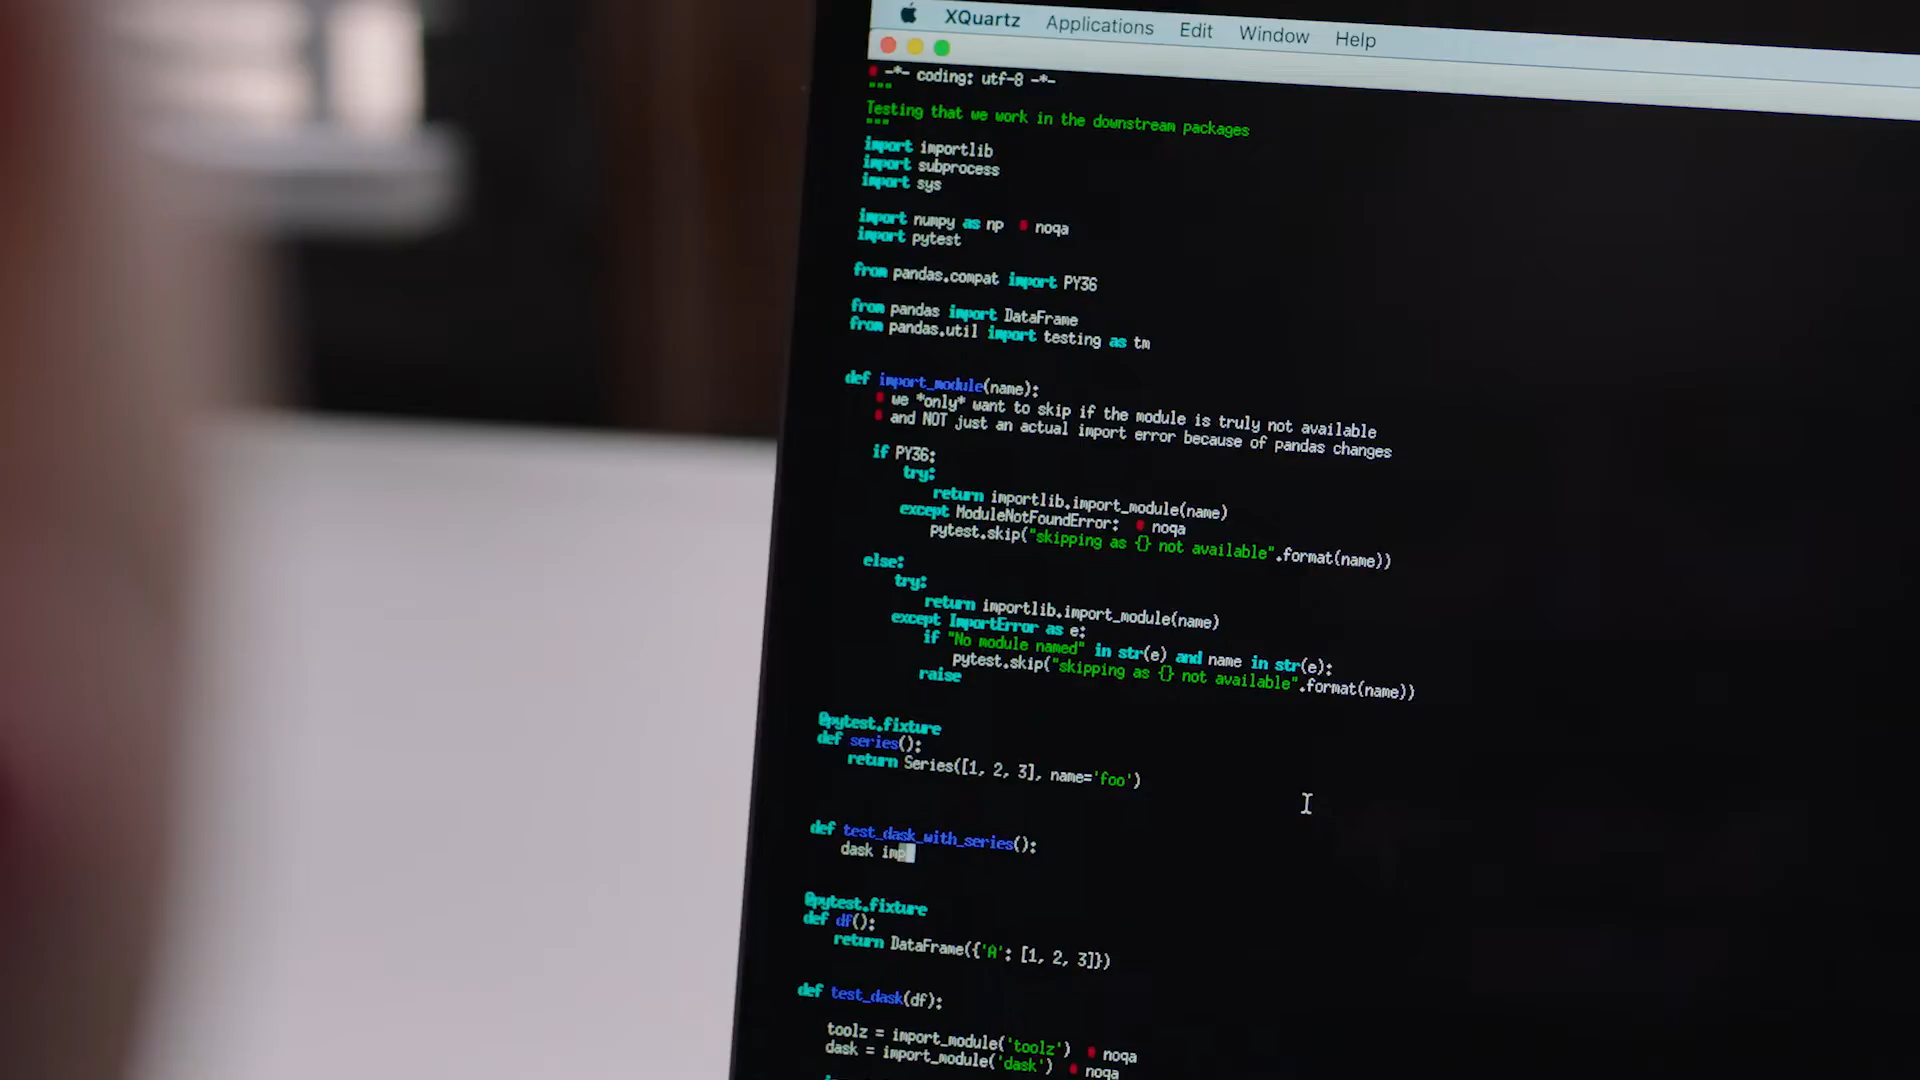 XQuartz Applications Edit Window Help
-*- coding: utf-8 -*-
"""
Testing that we work in the downstream packages
"""
import importlib
import subprocess
import sys
import numpy as np # noqa
import pytest
from pandas.compat import PY36
from pandas import DataFrame
from pandas.util import testing as tm
def import_module(name):
# we *only* want to skip if the module is truly not available
# and NOT just an actual import error because of pandas changes
if PY36:
try:
return importlib.import_module(name)
except ModuleNotFoundError: # noqa
pytest.skip("skipping as {} not available".format(name))
else:
try:
return importlib.import_module(name)
except ImportError as e:
if "No module named" in str(e) and name in str(e):
pytest.skip("skipping as {} not available".format(name))
raise
@pytest.fixture
def series():
return Series([1, 2, 3], name='foo')
def test_dask_with_series():
dask imp
@pytest.fixture
def df():
return DataFrame({'A': [1, 2, 3]})
def test_dask(df):
toolz = import_module('toolz') # noqa
dask = import_module('dask') # noqa